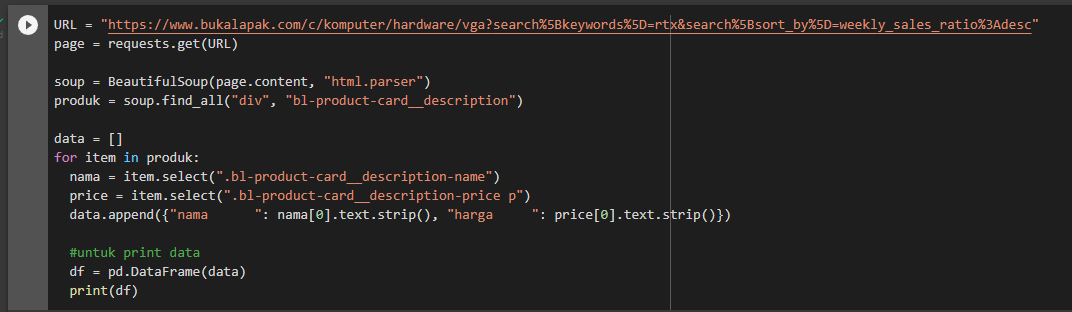 URL = "https://www.bukalapak.com/c/komputer/hardware/vga?search%5Bkeywords%5D=rtx&search%5Bsort_by%5D=weekly_sales_ratio%3Adesc"
page = requests.get(URL)
soup = BeautifulSoup(page.content, "html.parser")
produk = soup.find_all("div", "bl-product-card__description")
data = []
for item in produk:
  nama = item.select(".bl-product-card__description-name")
  price = item.select(".bl-product-card__description-price p")
  data.append({"nama      ": nama[0].text.strip(), "harga     ": price[0].text.strip()})
  #untuk print data
  df = pd.DataFrame(data)
  print(df)